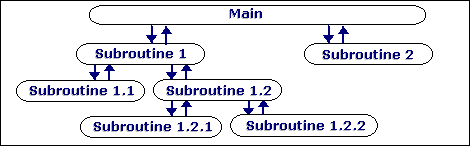 Main
Subroutine 1
Subroutine 2
Subroutine 1.1
Subroutine 1.2
Subroutine 1.2.1
Subroutine 1.2.2